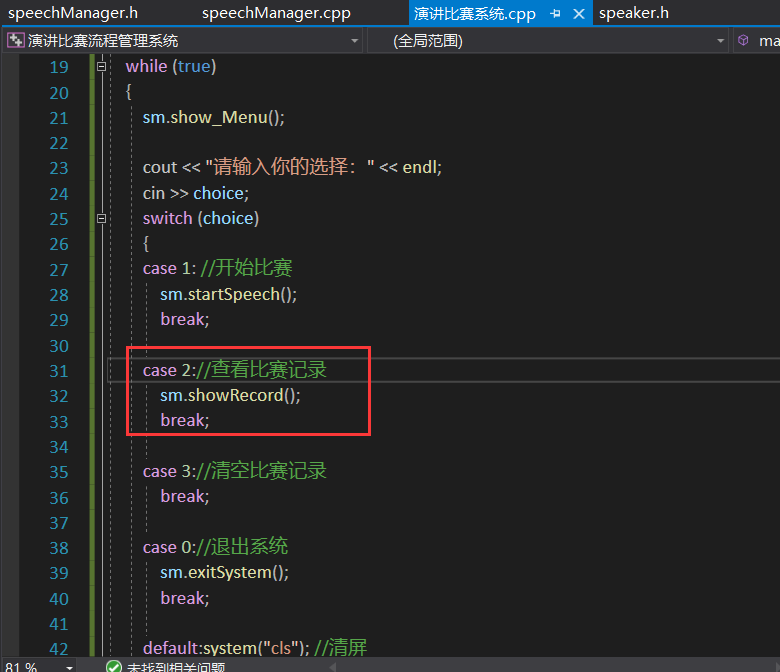 speechManager.h speechManager.cpp 演讲比赛系统.cpp speaker.h
演讲比赛流程管理系统 (全局范围) ma
19 while (true)
20 {
21 sm.show_Menu();
22
23 cout << "请输入你的选择：" << endl;
24 cin >> choice;
25 switch (choice)
26 {
27 case 1: //开始比赛
28 sm.startSpeech();
29 break;
30
31 case 2://查看比赛记录
32 sm.showRecord();
33 break;
34
35 case 3://清空比赛记录
36 break;
37
38 case 0://退出系统
39 sm.exitSystem();
40 break;
41
42 default:system("cls"); //清屏
81 % 未找到相关问题